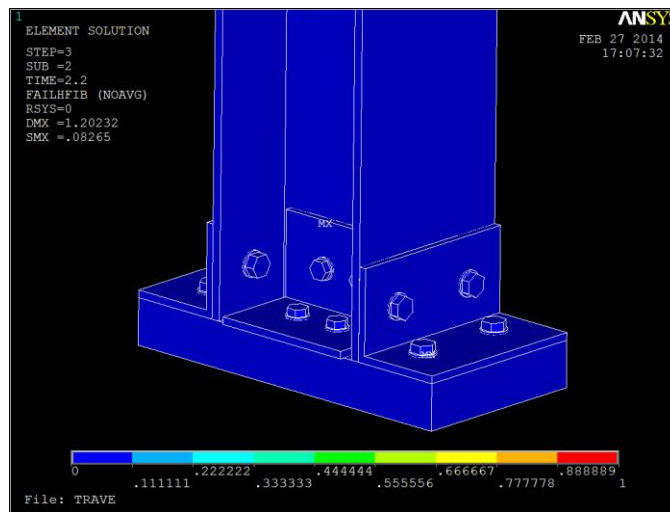 1
ANSYS
ELEMENT SOLUTION
FEB 27 2014
17:07:32
STEP=3
SUB =2
TIME=2.2
FAILHFIB (NOAVG)
RSYS=0
DMX =1.20232
SMX =.08265
MX
MN
0 .222222 .444444 .666667 .888889
.111111 .333333 .555556 .777778 1
File: TRAVE